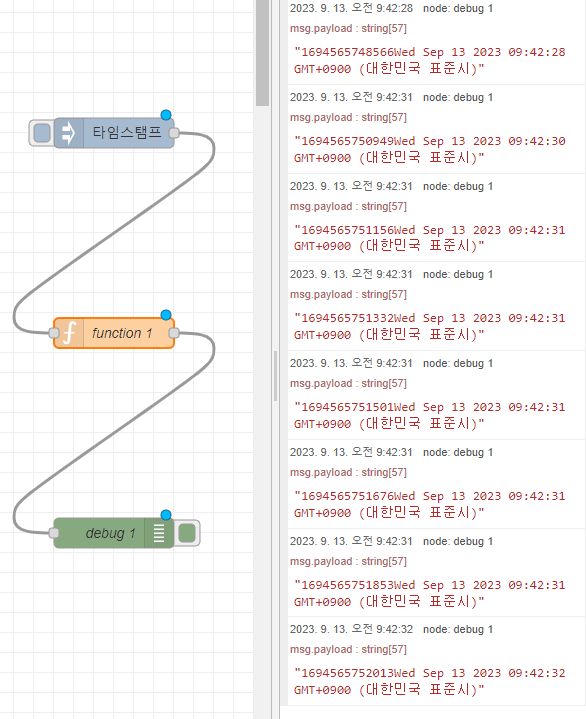 타임스탬프
function 1
debug 1
2023. 9. 13. 오전 9:42:28 node: debug 1
msg.payload : string[57]
"1694565748566Wed Sep 13 2023 09:42:28
GMT+0900 (대한민국 표준시)"
2023. 9. 13. 오전 9:42:31 node: debug 1
msg.payload : string[57]
"1694565750949Wed Sep 13 2023 09:42:30
GMT+0900 (대한민국 표준시)"
2023. 9. 13. 오전 9:42:31 node: debug 1
msg.payload : string[57]
"1694565751156Wed Sep 13 2023 09:42:31
GMT+0900 (대한민국 표준시)"
2023. 9. 13. 오전 9:42:31 node: debug 1
msg.payload : string[57]
"1694565751332Wed Sep 13 2023 09:42:31
GMT+0900 (대한민국 표준시)"
2023. 9. 13. 오전 9:42:31 node: debug 1
msg.payload : string[57]
"1694565751501Wed Sep 13 2023 09:42:31
GMT+0900 (대한민국 표준시)"
2023. 9. 13. 오전 9:42:31 node: debug 1
msg.payload : string[57]
"1694565751676Wed Sep 13 2023 09:42:31
GMT+0900 (대한민국 표준시)"
2023. 9. 13. 오전 9:42:31 node: debug 1
msg.payload : string[57]
"1694565751853Wed Sep 13 2023 09:42:31
GMT+0900 (대한민국 표준시)"
2023. 9. 13. 오전 9:42:32 node: debug 1
msg.payload : string[57]
"1694565752013Wed Sep 13 2023 09:42:32
GMT+0900 (대한민국 표준시)"